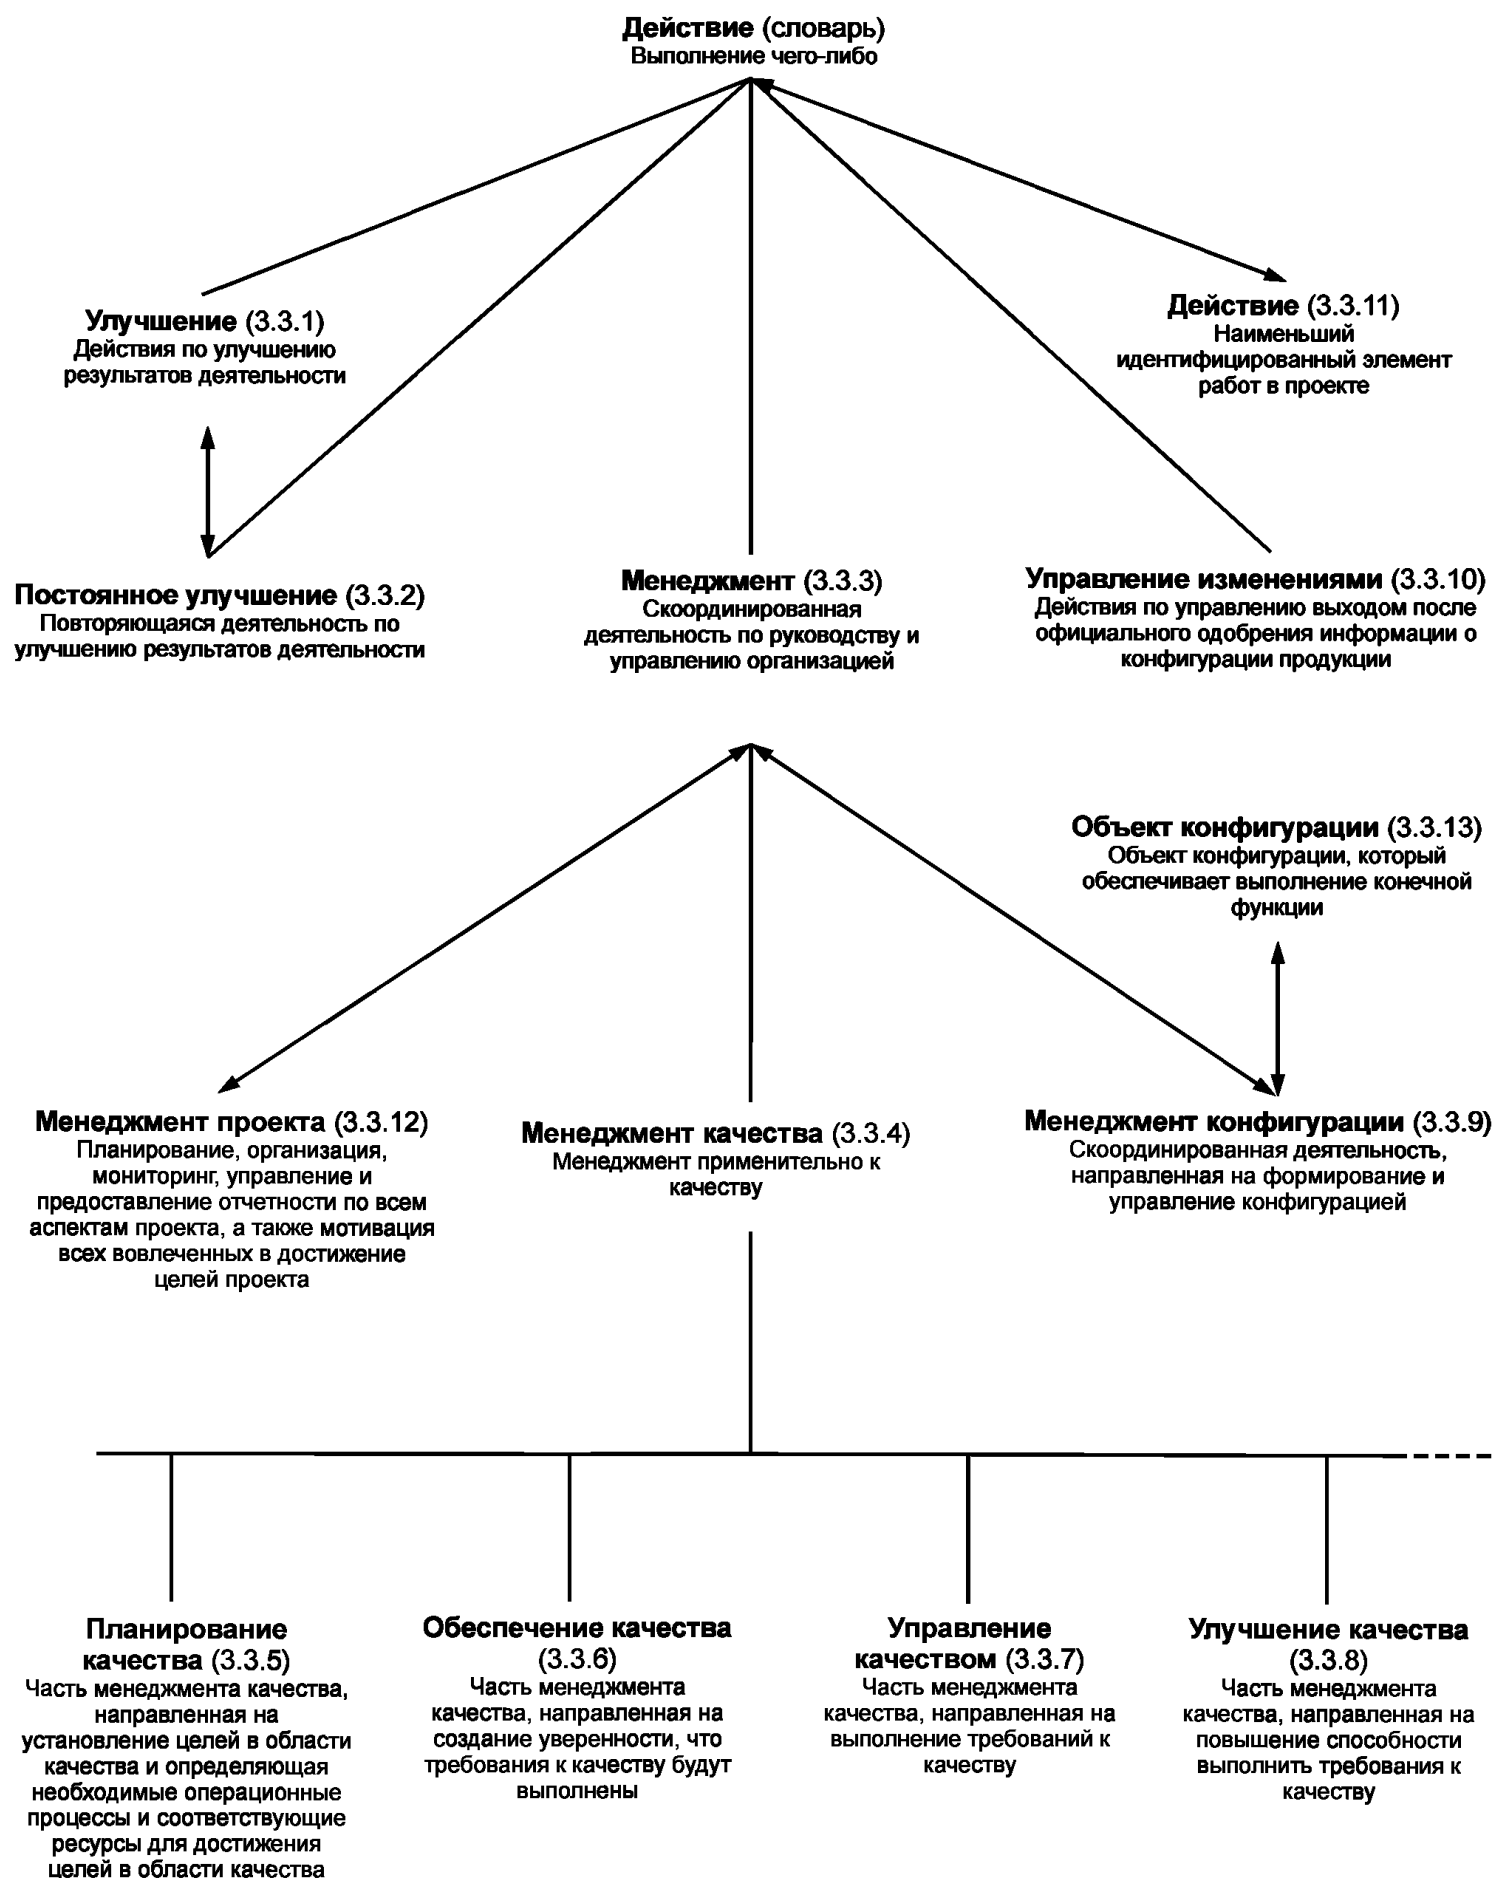 Действие (словарь)
Выполнение чего-либо
Улучшение (3.3.1)
Действия по улучшению
результатов деятельности
Действие (3.3.11)
Наименьший
идентифицированный элемент
работ в проекте
Постоянное улучшение (3.3.2)
Повторяющаяся деятельность по
улучшению результатов деятельности
Менеджмент (3.3.3)
Скоординированная
деятельность по руководству и
управлению организацией
Управление изменениями (3.3.10)
Действия по управлению выходом после
официального одобрения информации о
конфигурации продукции
Объект конфигурации (3.3.13)
Объект конфигурации, который
обеспечивает выполнение конечной
функции
Менеджмент проекта (3.3.12)
Планирование, организация,
мониторинг, управление и
предоставление отчетности по всем
аспектам проекта, а также мотивация
всех вовлеченных в достижение
целей проекта
Менеджмент качества (3.3.4)
Менеджмент применительно к
качеству
Менеджмент конфигурации (3.3.9)
Скоординированная деятельность,
направленная на формирование и
управление конфигурацией
Планирование
качества (3.3.5)
Часть менеджмента качества,
направленная на
установление целей в области
качества и определяющая
необходимые операционные
процессы и соответствующие
ресурсы для достижения
целей в области качества
Обеспечение качества
(3.3.6)
Часть менеджмента
качества, направленная на
создание уверенности, что
требования к качеству будут
выполнены
Управление
качеством (3.3.7)
Часть менеджмента
качества, направленная на
выполнение требований к
качеству
Улучшение качества
(3.3.8)
Часть менеджмента
качества, направленная на
повышение способности
выполнить требования к
качеству